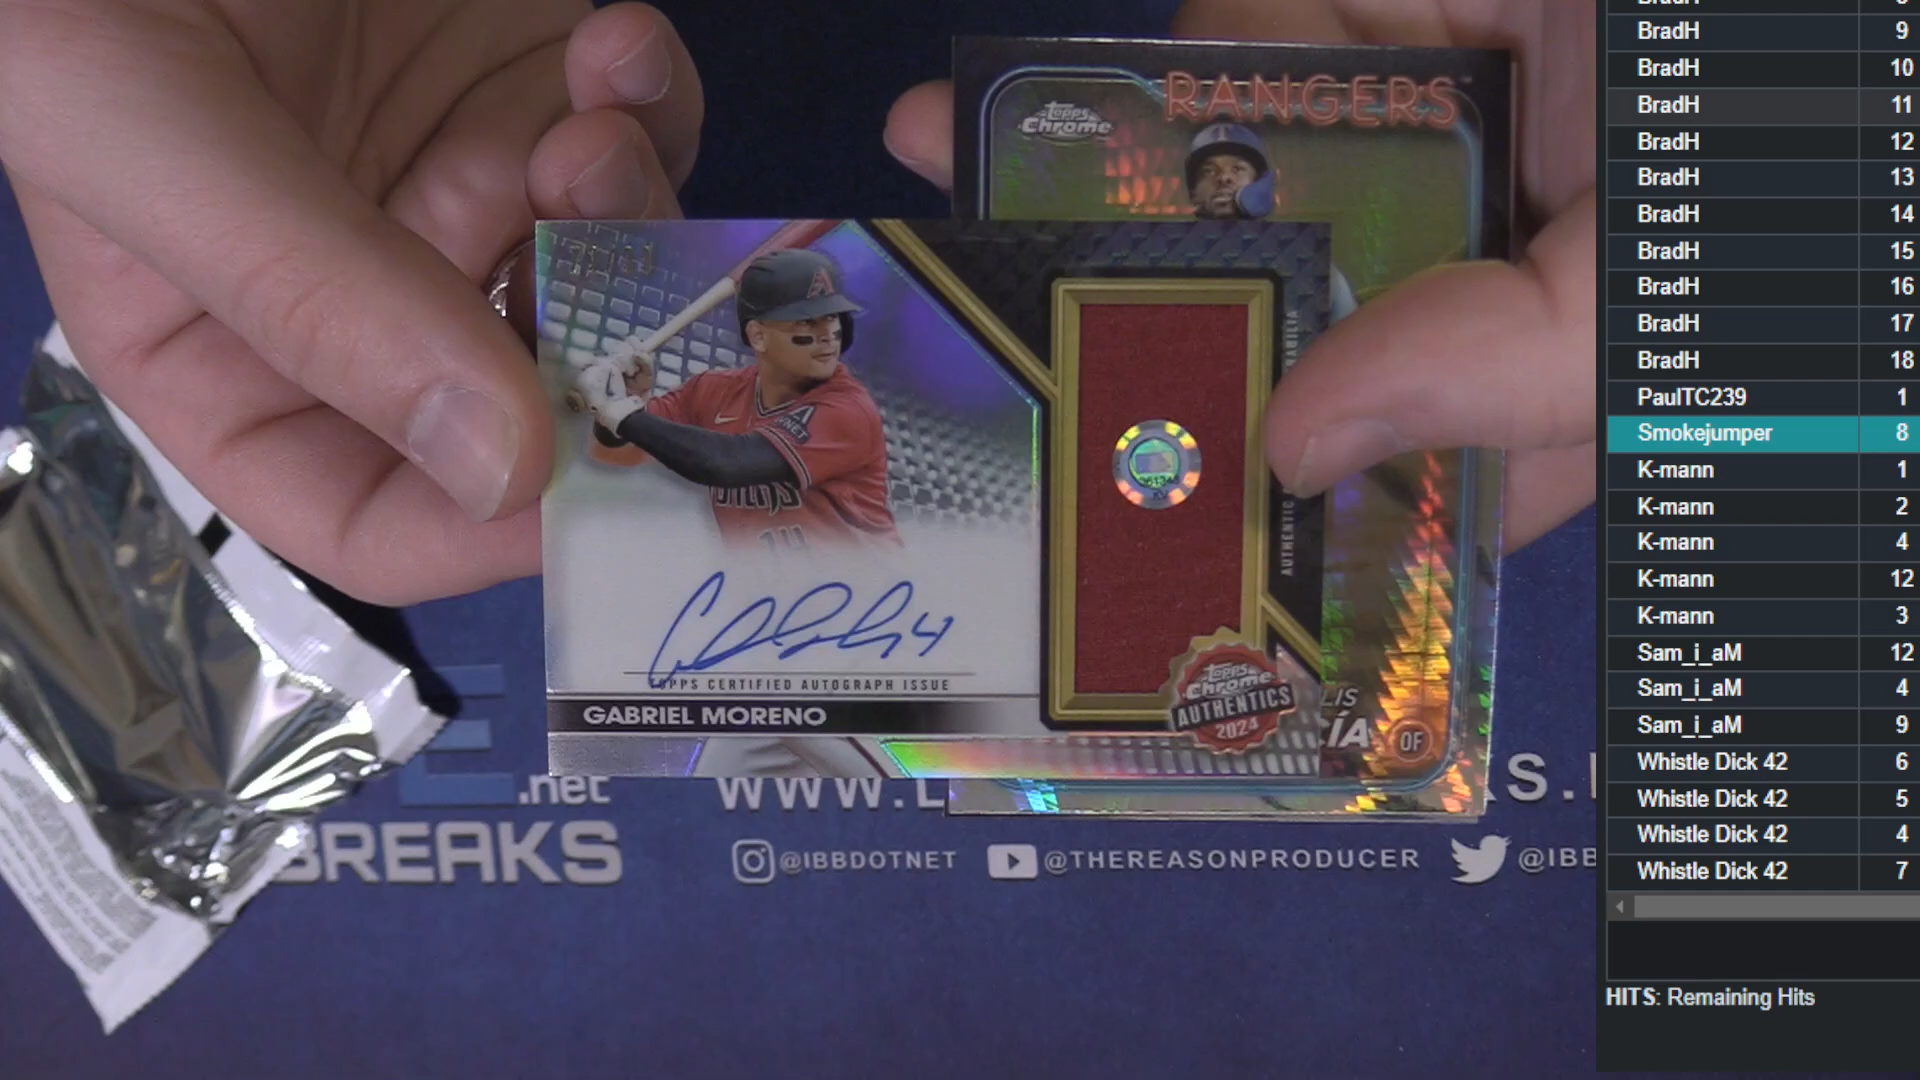 RANGERS
Topps
Chrome
T
A
14
AUTHENTIC
TOPPS CERTIFIED AUTOGRAPH ISSUE
GABRIEL MORENO
Topps
Chrome
AUTHENTICS
2024
LIS
CÍA
OF
.net
BREAKS
WWW.L
S.
@IBBDOTNET
@THEREASONPRODUCER
@IBB
BradH 9
BradH 10
BradH 11
BradH 12
BradH 13
BradH 14
BradH 15
BradH 16
BradH 17
BradH 18
PaulTC239 1
Smokejumper 8
K-mann 1
K-mann 2
K-mann 4
K-mann 12
K-mann 3
Sam_i_aM 12
Sam_i_aM 4
Sam_i_aM 9
Whistle Dick 42 6
Whistle Dick 42 5
Whistle Dick 42 4
Whistle Dick 42 7
HITS: Remaining Hits